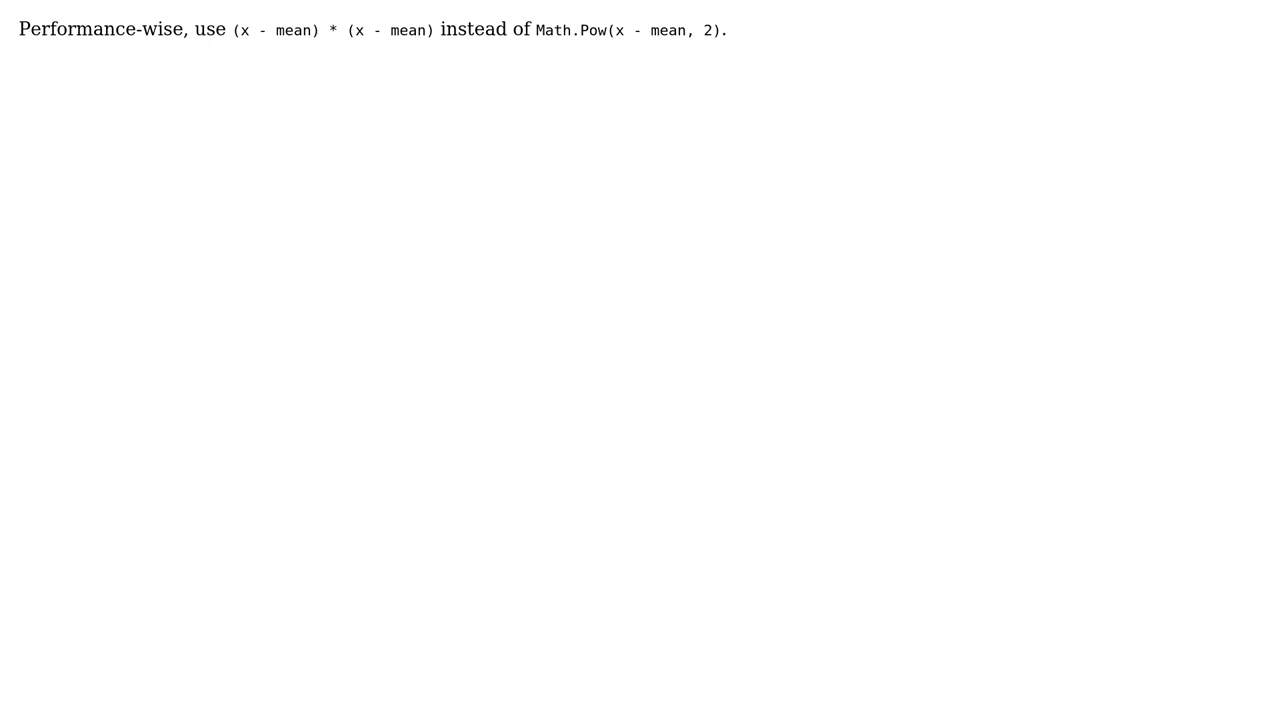 Performance-wise, use (x - mean) * (x - mean) instead of Math.Pow(x - mean, 2).